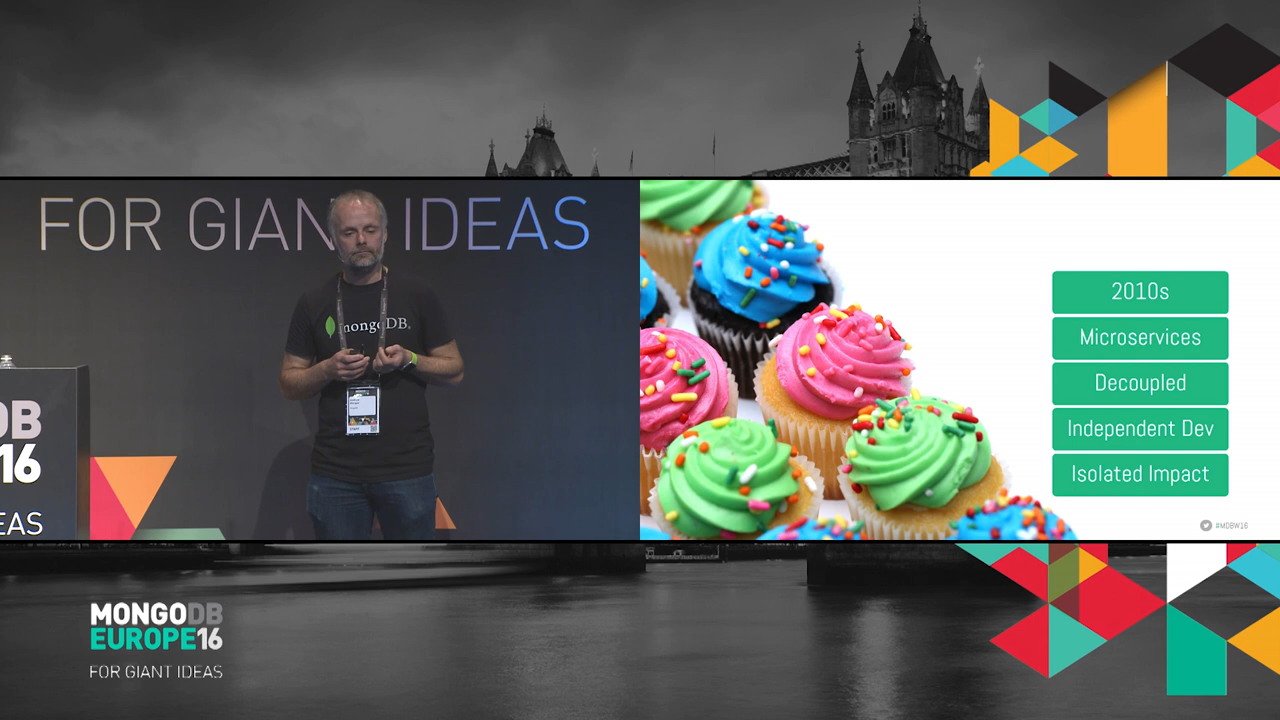 FOR GIAN IDEAS
mongoDB.
DB
16
EAS
2010s
Microservices
Decoupled
Independent Dev
Isolated Impact
#MDBW16
MONGODB
EUROPE16
FOR GIANT IDEAS